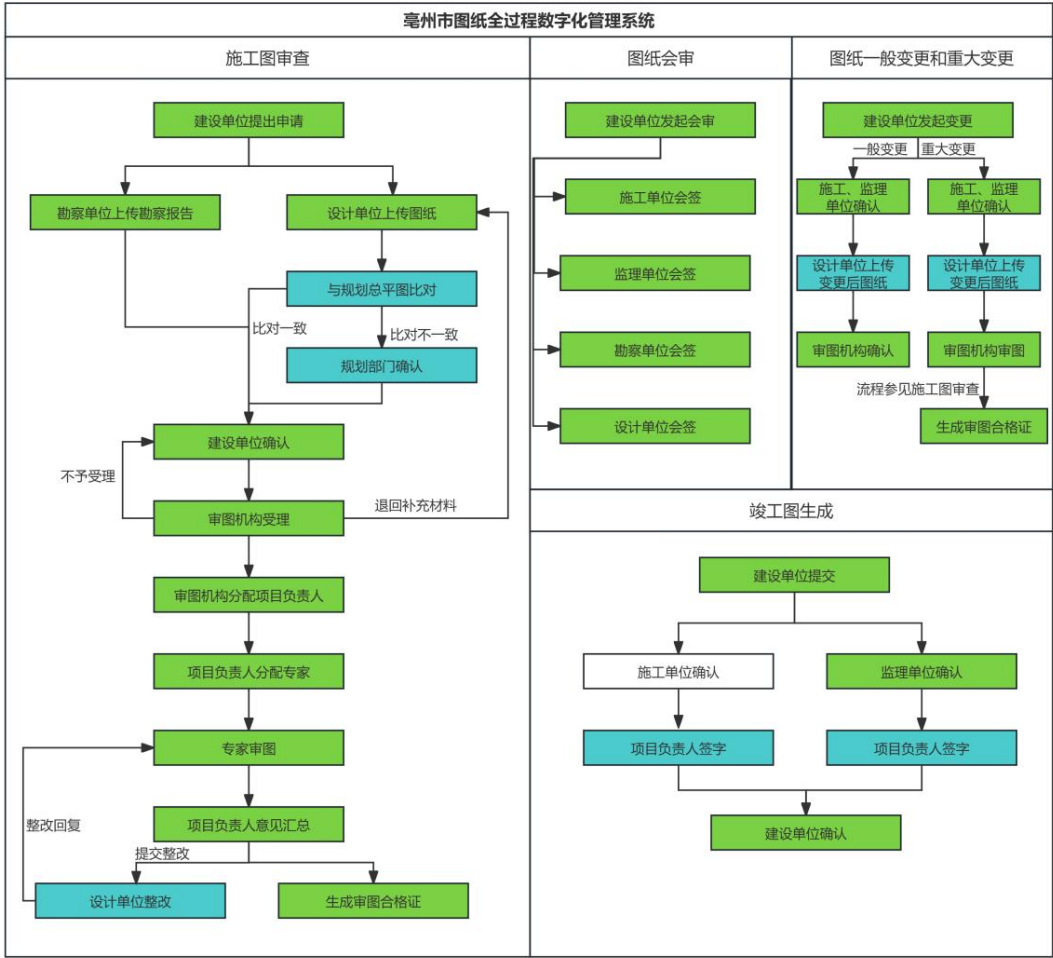 亳州市图纸全过程数字化管理系统
施工图审查
建设单位提出申请
勘察单位上传勘察报告
设计单位上传图纸
与规划总平图比对
比对一致
比对不一致
规划部门确认
建设单位确认
不予受理
审图机构受理
退回补充材料
审图机构分配项目负责人
项目负责人分配专家
专家审图
整改回复
项目负责人意见汇总
提交整改
设计单位整改
生成审图合格证
图纸会审
建设单位发起会审
施工单位会签
监理单位会签
勘察单位会签
设计单位会签
图纸一般变更和重大变更
建设单位发起变更
一般变更
重大变更
施工、监理
单位确认
施工、监理
单位确认
设计单位上传
变更后图纸
设计单位上传
变更后图纸
审图机构确认
审图机构审图
流程参见施工图审查
生成审图合格证
竣工图生成
建设单位提交
施工单位确认
监理单位确认
项目负责人签字
项目负责人签字
建设单位确认